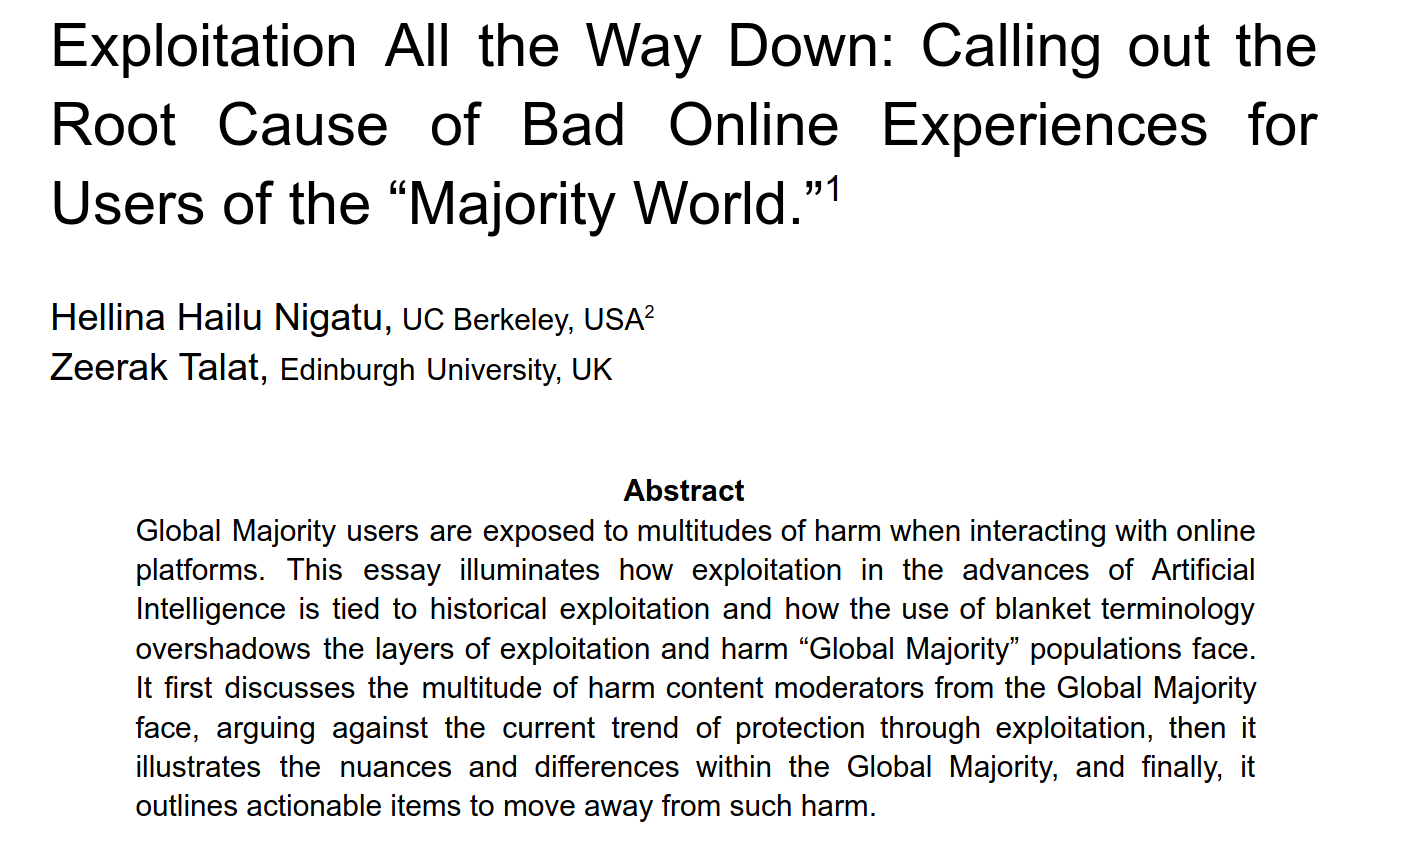 Exploitation All the Way Down: Calling out the
Root Cause of Bad Online Experiences for
Users of the “Majority World.”1
Hellina Hailu Nigatu, UC Berkeley, USA2
Zeerak Talat, Edinburgh University, UK
Abstract
Global Majority users are exposed to multitudes of harm when interacting with online
platforms. This essay illuminates how exploitation in the advances of Artificial
Intelligence is tied to historical exploitation and how the use of blanket terminology
overshadows the layers of exploitation and harm “Global Majority” populations face.
It first discusses the multitude of harm content moderators from the Global Majority
face, arguing against the current trend of protection through exploitation, then it
illustrates the nuances and differences within the Global Majority, and finally, it
outlines actionable items to move away from such harm.